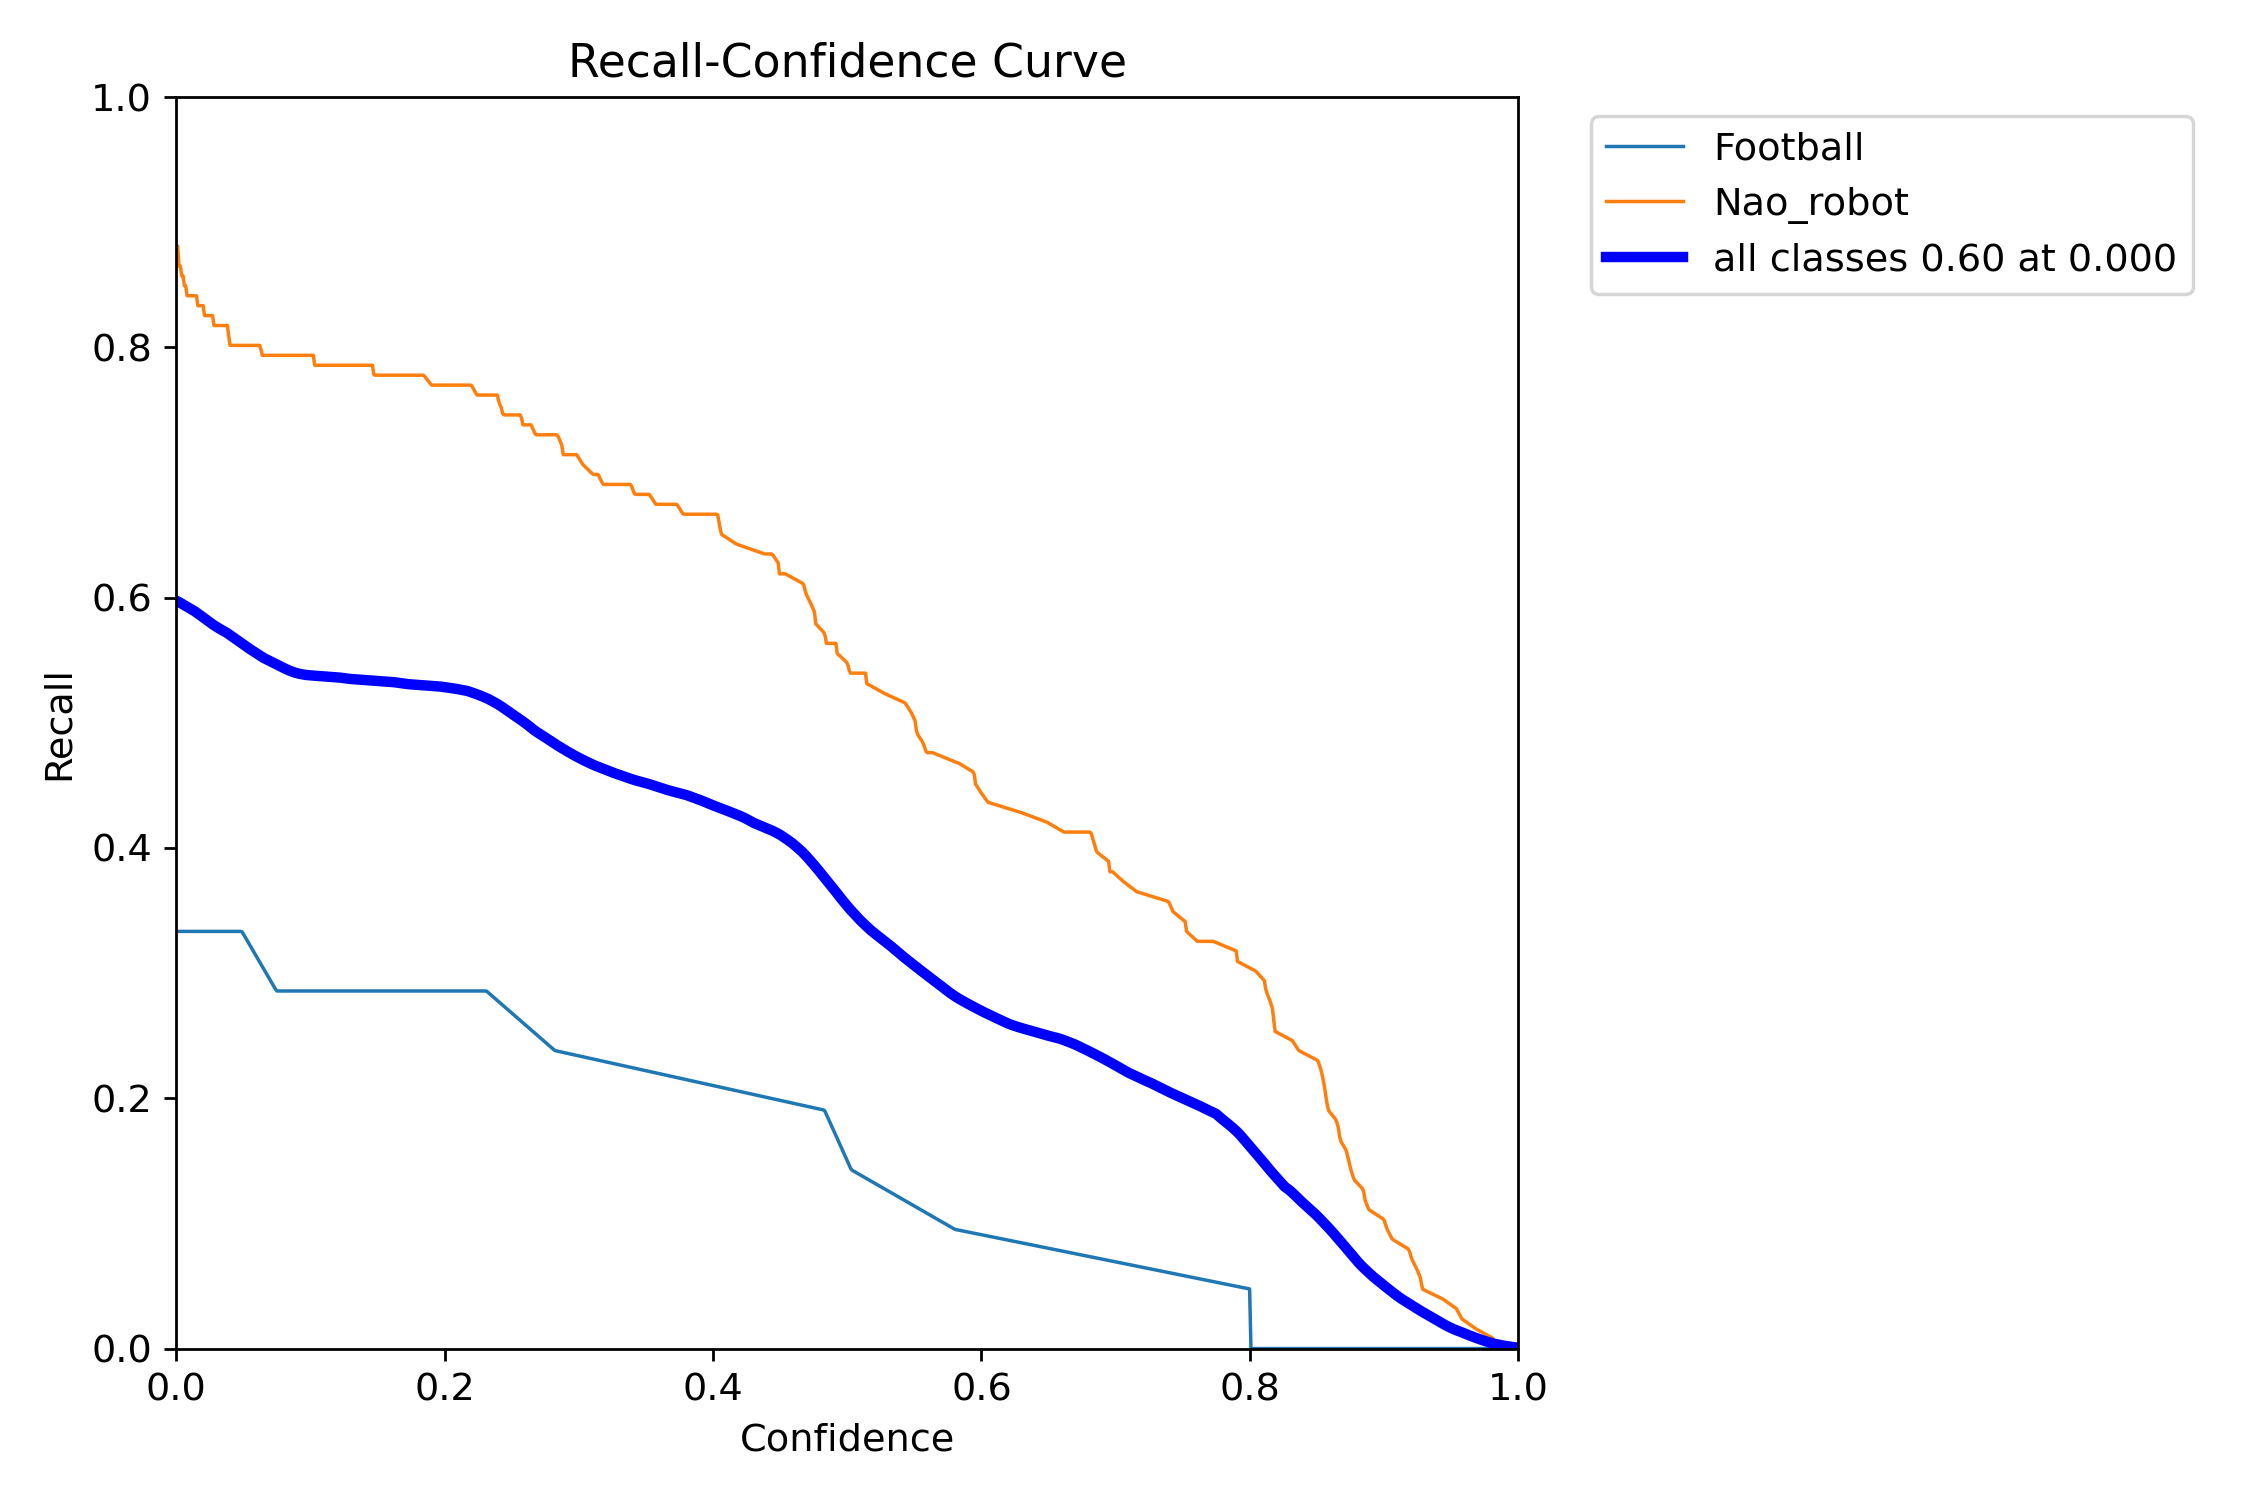 Recall-Confidence Curve
1.0
0.8
0.6
0.4
0.2
0.0
Recall
0.0 0.2 0.4 0.6 0.8 1.0
Confidence
Football
Nao_robot
all classes 0.60 at 0.000